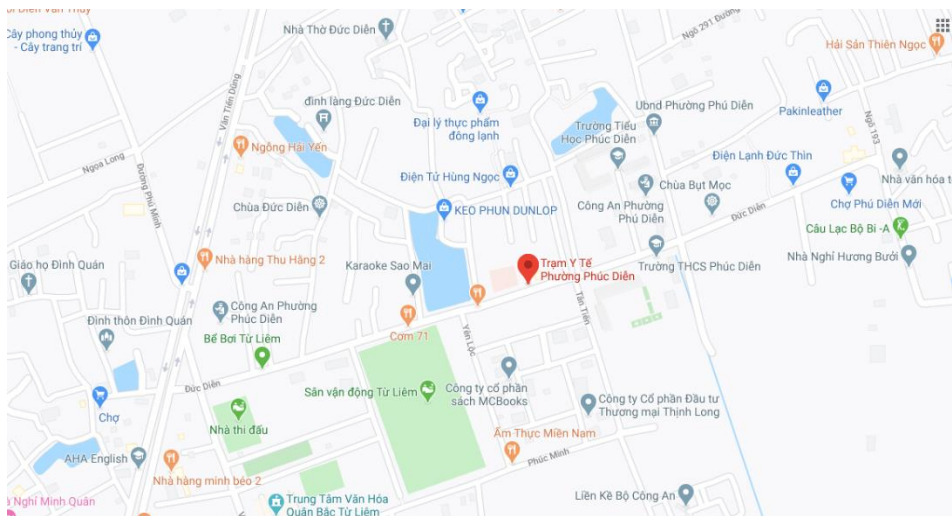 Cây phong thủy
- Cây trang trí
Nhà Thờ Đức Diễn
Ngõ 291 Đường
Hải Sản Thiên Ngọc
Văn Tiến Dũng
đình làng Đức Diễn
Đại lý thực phẩm
đông lạnh
Ubnd Phường Phú Diễn
Pakinleather
Ngõ 193
Ngọa Long
Đường Phú Minh
Ngỗng Hải Yến
Trường Tiểu
Học Phúc Diễn
Điện Lạnh Đức Thìn
Điện Tử Hùng Ngọc
Chùa Bụt Mọc
Nhà văn hóa
Chùa Đức Diễn
KEO PHUN DUNLOP
Công An Phường
Phú Diễn
Đức Diễn
Chợ Phú Diễn Mới
Câu Lạc Bộ Bi -A
Giáo họ Đình Quán
Nhà hàng Thu Hằng 2
Karaoke Sao Mai
Trạm Y Tế
Phường Phúc Diễn
Trường THCS Phúc Diễn
Nhà Nghỉ Hương Bưởi
Tân Tiến
Đình thôn Đình Quán
Công An Phường
Phúc Diễn
Bể Bơi Từ Liêm
Cơm 71
Yên Lộc
Đức Diễn
Sân vận động Từ Liêm
Công ty cổ phần
sách MCBooks
Công ty Cổ phần Đầu tư
Thương mại Thịnh Long
Chợ
Nhà thi đấu
Ẩm Thực Miền Nam
Phúc Minh
AHA English
Nhà hàng minh béo 2
Trung Tâm Văn Hóa
Quận Bắc Từ Liêm
Liền Kề Bộ Công An
Nghỉ Minh Quân